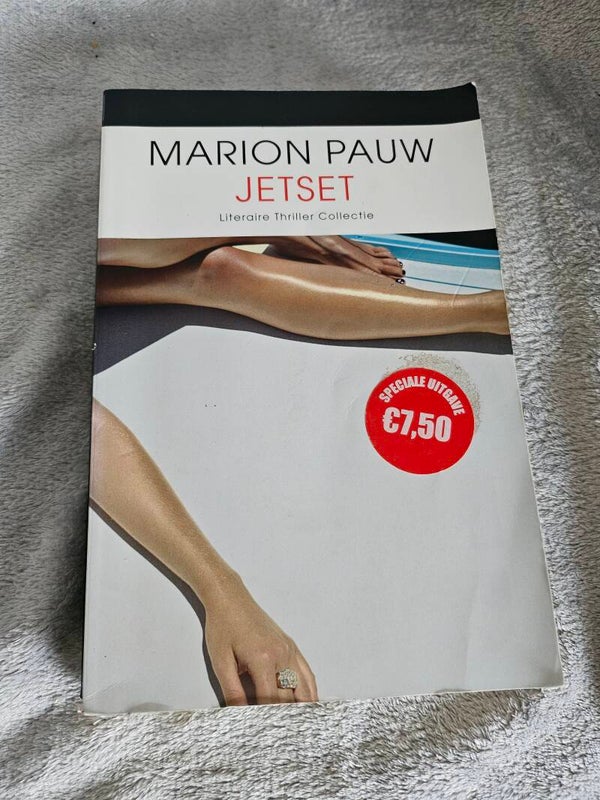 MARION PAUW
JETSET
Literaire Thriller Collectie
SPECIALE UITGAVE
€7,50